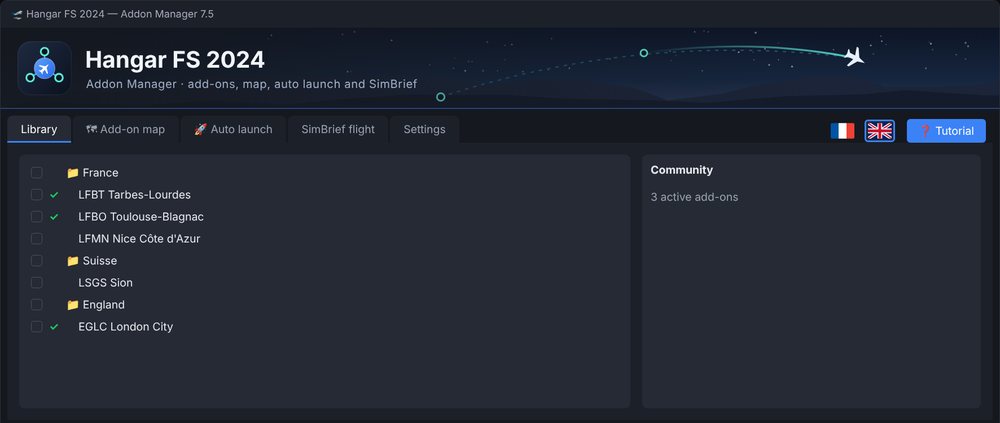 Hangar FS 2024 — Addon Manager 7.5
Hangar FS 2024
Addon Manager · add-ons, map, auto launch and SimBrief
Library
Add-on map
Auto launch
SimBrief flight
Settings
❓ Tutorial
France
LFBT Tarbes-Lourdes
LFBO Toulouse-Blagnac
LFMN Nice Côte d'Azur
Suisse
LSGS Sion
England
EGLC London City
Community
3 active add-ons